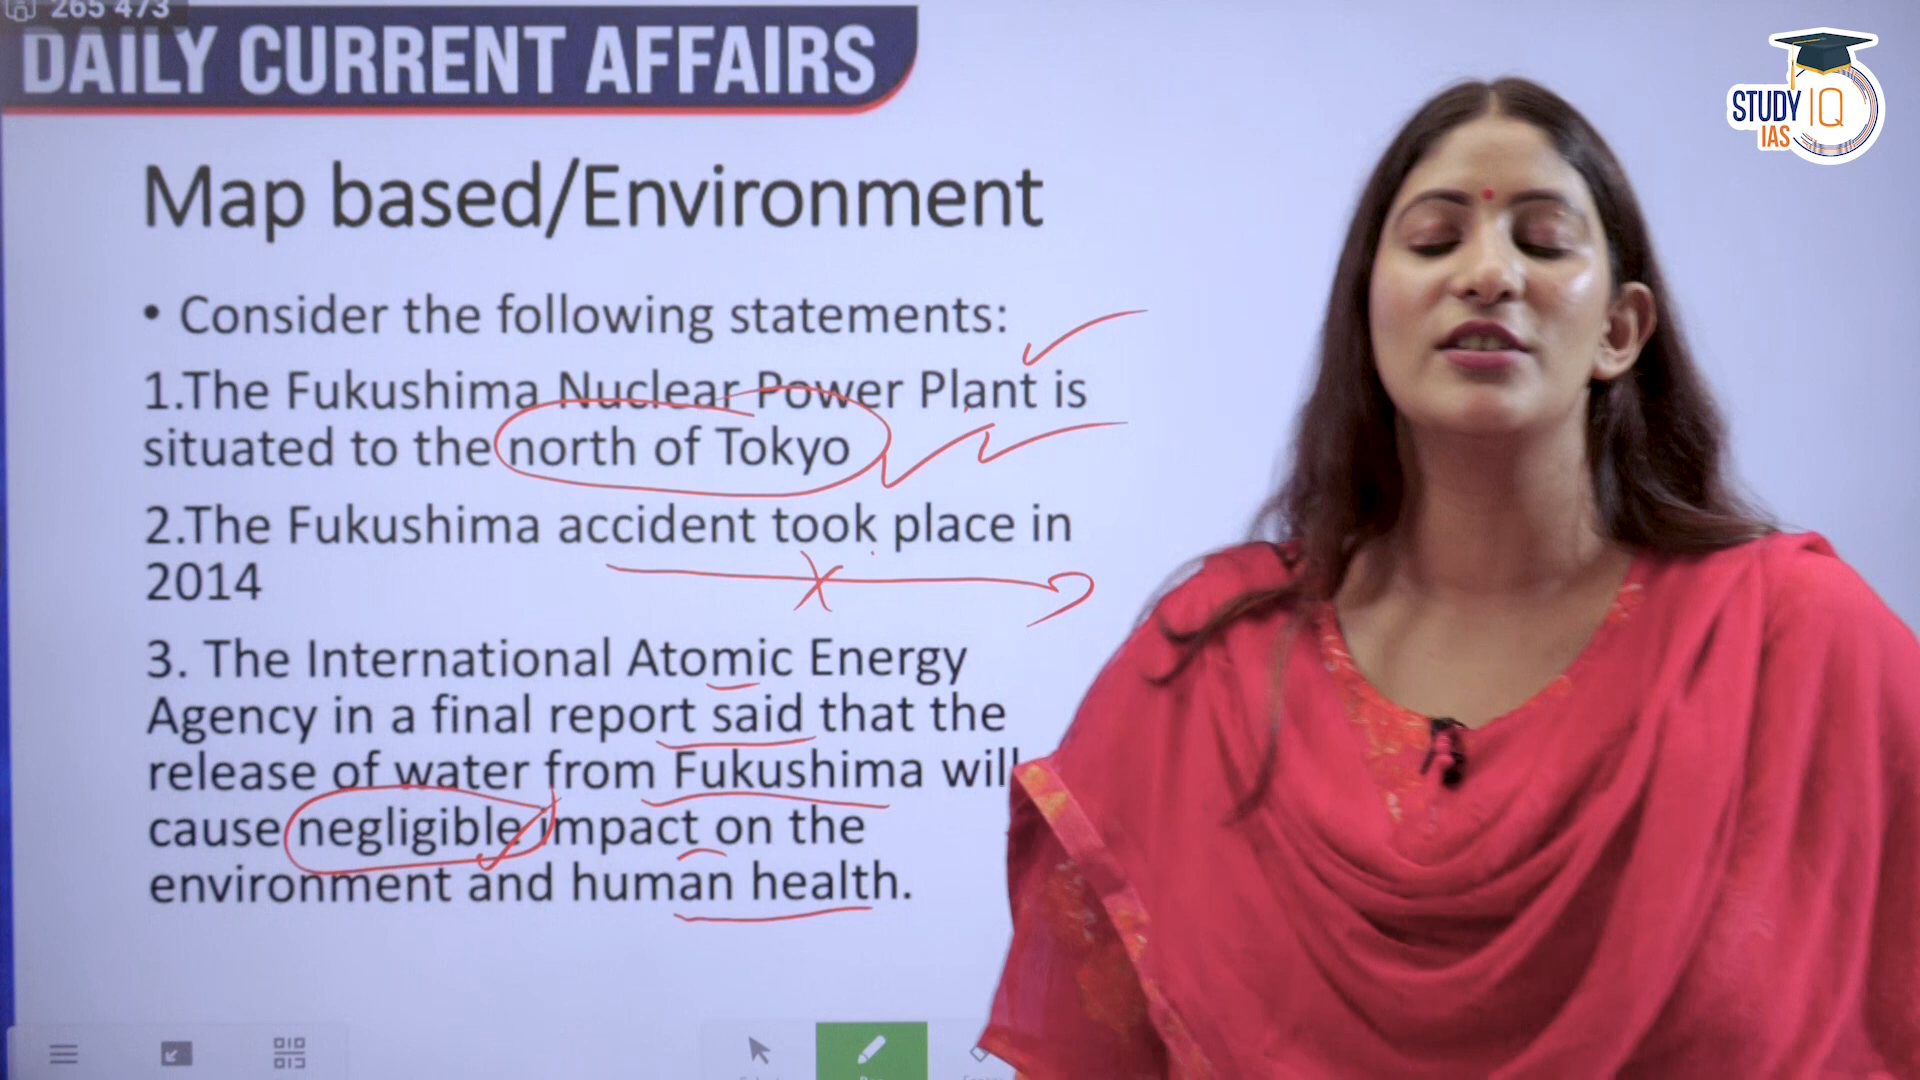 265 473
DAILY CURRENT AFFAIRS
STUDY IQ
IAS
Map based/Environment
• Consider the following statements:
1.The Fukushima Nuclear Power Plant is
situated to the north of Tokyo
2.The Fukushima accident took place in
2014
3. The International Atomic Energy
Agency in a final report said that the
release of water from Fukushima will
cause negligible impact on the
environment and human health.